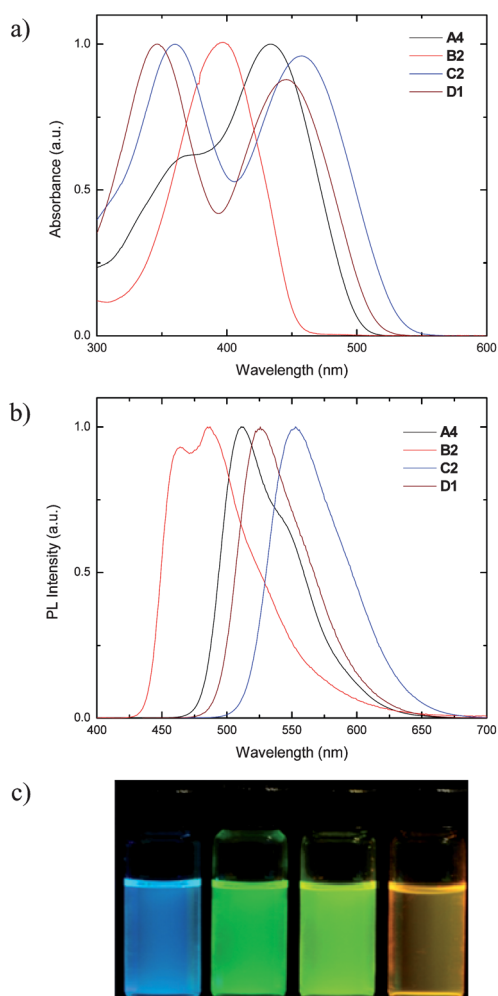 a)
1.0
0.5
0.0
300
400
500
600
Absorbance (a.u.)
Wavelength (nm)
A4
B2
C2
D1
b)
1.0
0.5
0.0
400
450
500
550
600
650
700
PL Intensity (a.u.)
Wavelength (nm)
A4
B2
C2
D1
c)